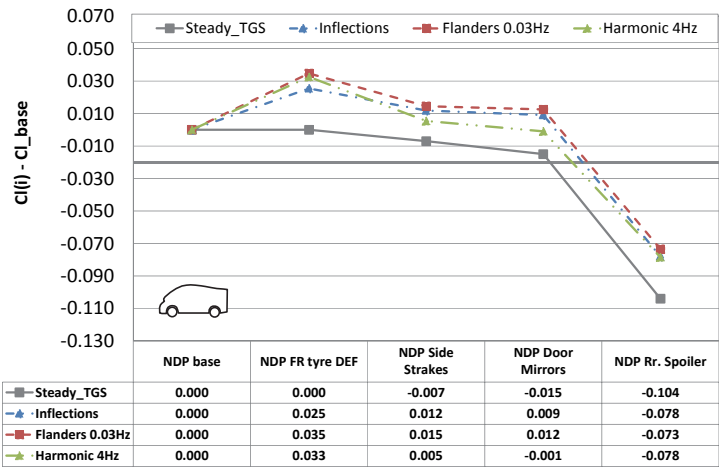 Steady_TGS Inflections Flanders 0.03Hz Harmonic 4Hz
Cl(i) - Cl_base
0.070
0.050
0.030
0.010
-0.010
-0.030
-0.050
-0.070
-0.090
-0.110
-0.130
NDP base NDP FR tyre DEF NDP Side Strakes NDP Door Mirrors NDP Rr. Spoiler
Steady_TGS 0.000 0.000 -0.007 -0.015 -0.104
Inflections 0.000 0.025 0.012 0.009 -0.078
Flanders 0.03Hz 0.000 0.035 0.015 0.012 -0.073
Harmonic 4Hz 0.000 0.033 0.005 -0.001 -0.078